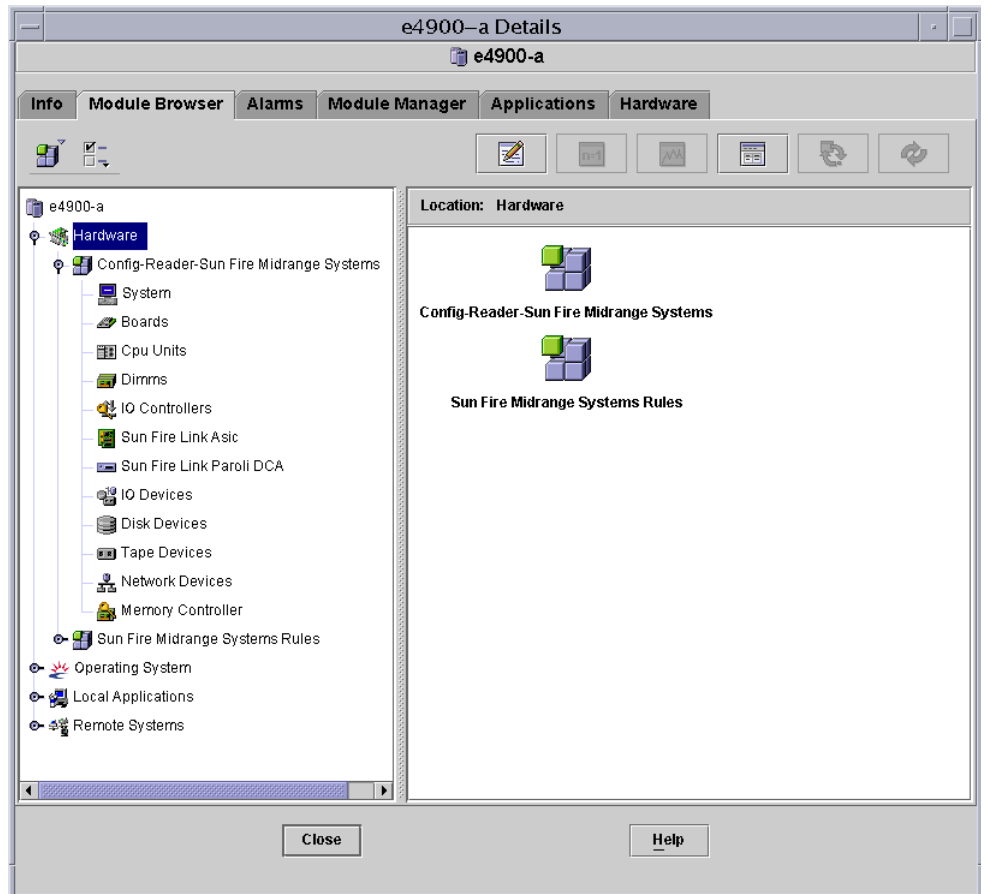 e4900–a Details
e4900-a
Info Module Browser Alarms Module Manager Applications Hardware
n=1
e4900-a
Hardware
Config-Reader-Sun Fire Midrange Systems
System
Boards
Cpu Units
Dimms
IO Controllers
Sun Fire Link Asic
Sun Fire Link Paroli DCA
IO Devices
Disk Devices
Tape Devices
Network Devices
Memory Controller
Sun Fire Midrange Systems Rules
Operating System
Local Applications
Remote Systems
Location: Hardware
Config-Reader-Sun Fire Midrange Systems
Sun Fire Midrange Systems Rules
Close Help